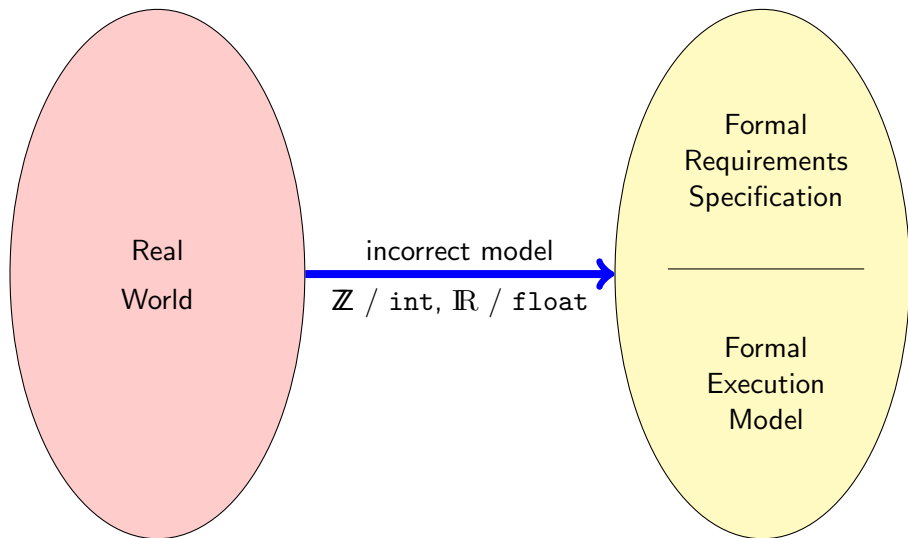 Real
World
incorrect model
ℤ / int, ℝ / float
Formal
Requirements
Specification
Formal
Execution
Model